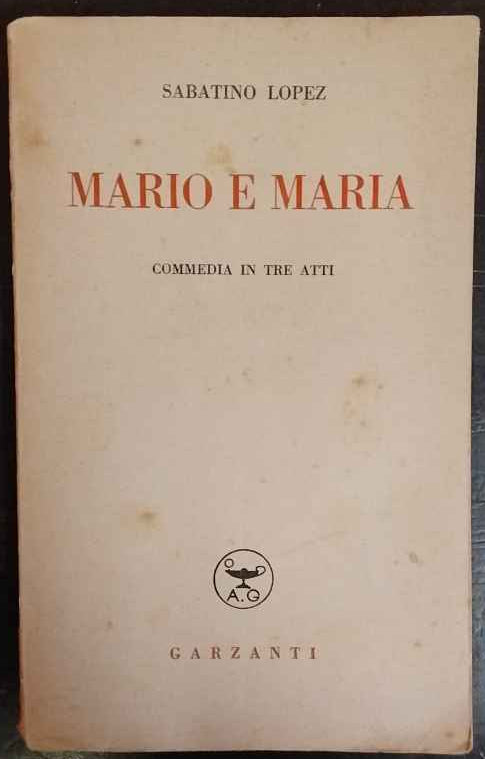 SABATINO LOPEZ
MARIO E MARIA
COMMEDIA IN TRE ATTI
A.G
GARZANTI